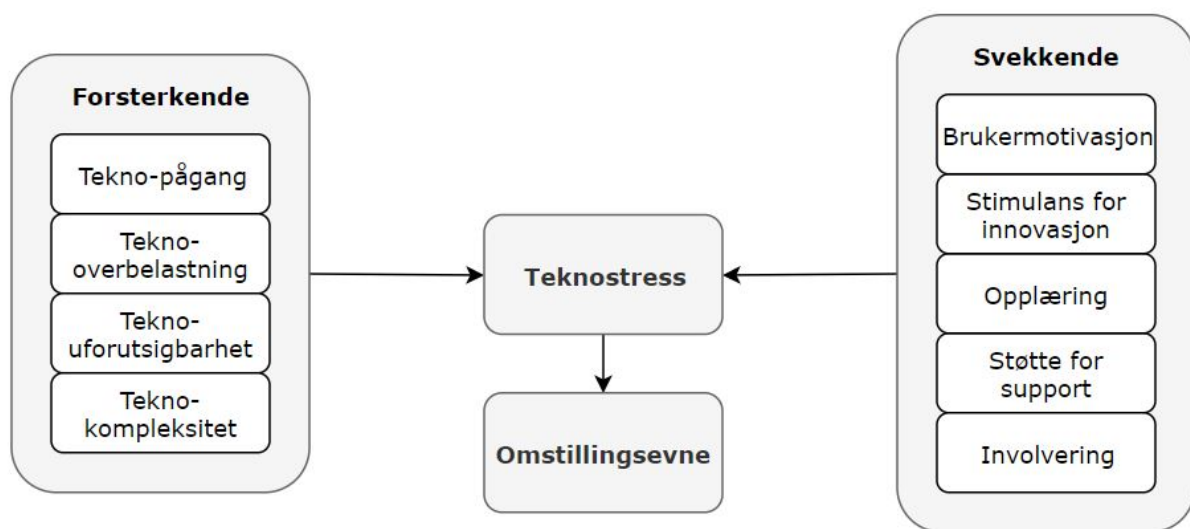 Forsterkende
Tekno-pågang
Tekno-
overbelastning
Tekno-
uforutsigbarhet
Tekno-
kompleksitet
Teknostress
Omstillingsevne
Svekkende
Brukermotivasjon
Stimulans for
innovasjon
Opplæring
Støtte for
support
Involvering